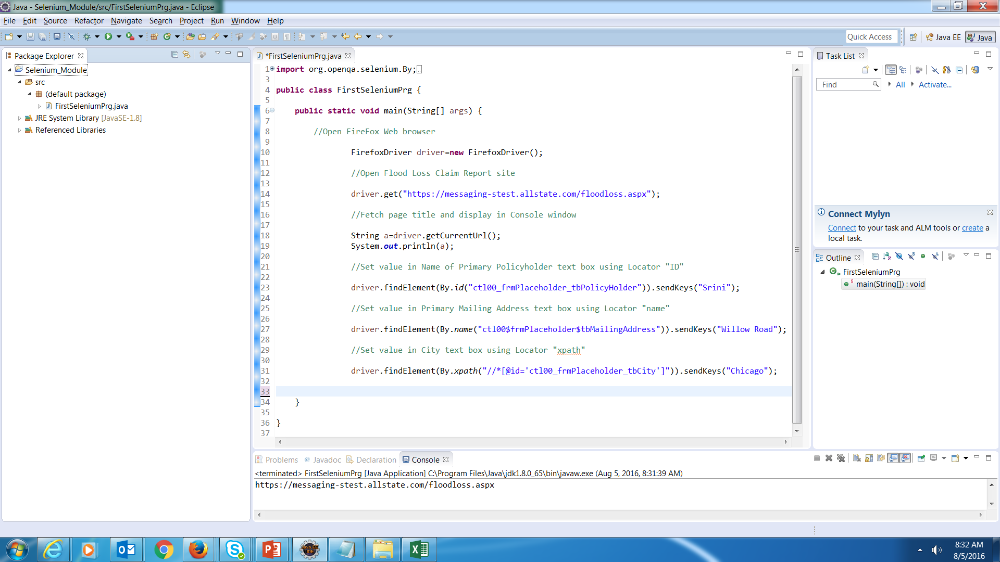 Java - Selenium_Module/src/FirstSeleniumPrg.java - Eclipse
File Edit Source Refactor Navigate Search Project Run Window Help
Quick Access Java EE Java
Package Explorer
Selenium_Module
src
(default package)
FirstSeleniumPrg.java
JRE System Library [JavaSE-1.8]
Referenced Libraries
*FirstSeleniumPrg.java
1 import org.openqa.selenium.By;
3
4 public class FirstSeleniumPrg {
5
6 public static void main(String[] args) {
7
8 //Open FireFox Web browser
9
10 FirefoxDriver driver=new FirefoxDriver();
11
12 //Open Flood Loss Claim Report site
13
14 driver.get("https://messaging-stest.allstate.com/floodloss.aspx");
15
16 //Fetch page title and display in Console window
17
18 String a=driver.getCurrentUrl();
19 System.out.println(a);
20
21 //Set value in Name of Primary Policyholder text box using Locator "ID"
22
23 driver.findElement(By.id("ctl00_frmPlaceholder_tbPolicyHolder")).sendKeys("Srini");
24
25 //Set value in Primary Mailing Address text box using Locator "name"
26
27 driver.findElement(By.name("ctl00$frmPlaceholder$tbMailingAddress")).sendKeys("Willow Road");
28
29 //Set value in City text box using Locator "xpath"
30
31 driver.findElement(By.xpath("//*[@id='ctl00_frmPlaceholder_tbCity']")).sendKeys("Chicago");
32
33
34 }
35
36 }
37
Task List
Find All Activate...
Connect Mylyn
Connect to your task and ALM tools or create a
local task.
Outline
FirstSeleniumPrg
main(String[]) : void
Problems @ Javadoc Declaration Console
<terminated> FirstSeleniumPrg [Java Application] C:\Program Files\Java\jdk1.8.0_65\bin\javaw.exe (Aug 5, 2016, 8:31:39 AM)
https://messaging-stest.allstate.com/floodloss.aspx
8:32 AM
8/5/2016